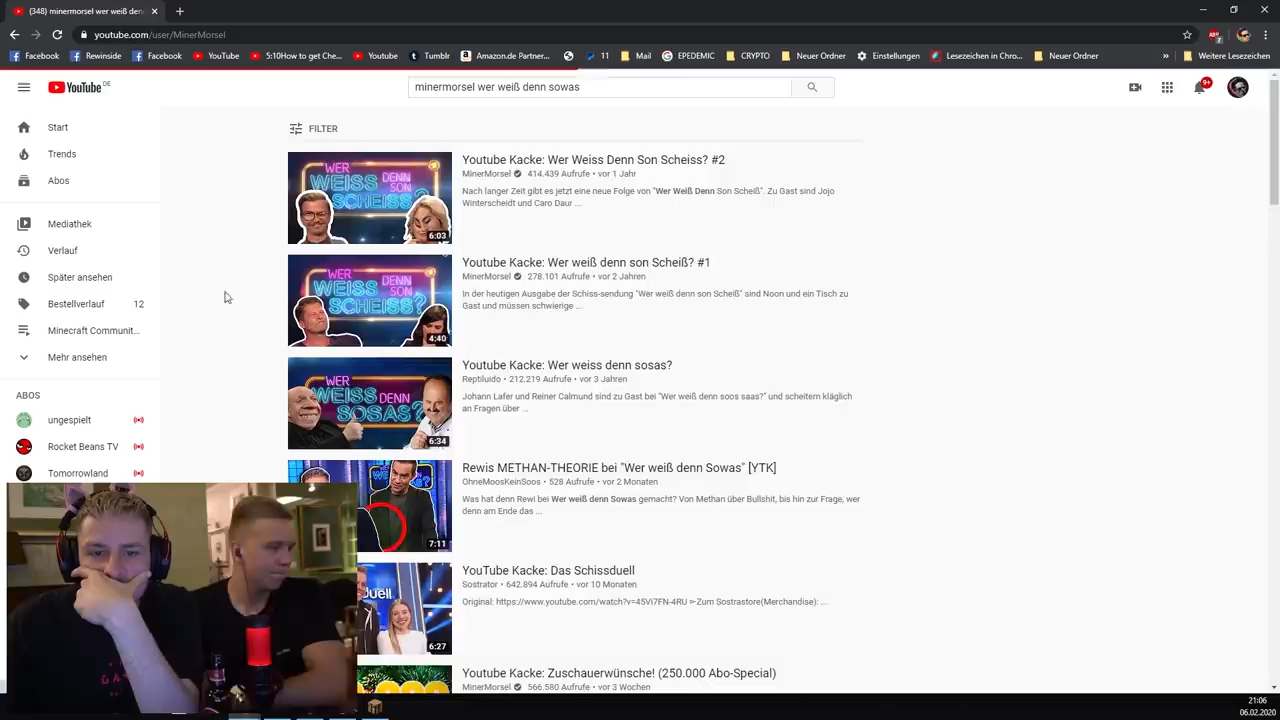 (348) minermorsel wer weiß den
youtube.com/user/MinerMorsel
Facebook Rewinside Facebook YouTube 5:10How to get Che... Youtube Tumblr Amazon.de Partner... 11 Mail EPEDEMIC CRYPTO Neuer Ordner Einstellungen Lesezeichen in Chro... Neuer Ordner » Weitere Lesezeichen
YouTube DE
minermorsel wer weiß denn sowas
9+
Start
Trends
Abos
Mediathek
Verlauf
Später ansehen
Bestellverlauf 12
Minecraft Communit...
Mehr ansehen
ABOS
ungespielt
Rocket Beans TV
Tomorrowland
FILTER
WER WEISS DENN SON SCHEISS?
6:03
Youtube Kacke: Wer Weiss Denn Son Scheiss? #2
MinerMorsel 414.439 Aufrufe • vor 1 Jahr
Nach langer Zeit gibt es jetzt eine neue Folge von "Wer Weiß Denn Son Scheiß". Zu Gast sind Jojo
Winterscheidt und Caro Daur ...
WER WEISS DENN SON SCHEISS?
4:40
Youtube Kacke: Wer weiß denn son Scheiß? #1
MinerMorsel 278.101 Aufrufe • vor 2 Jahren
In der heutigen Ausgabe der Schiss-sendung "Wer weiß denn son Scheiß" sind Noon und ein Tisch zu
Gast und müssen schwierige ...
WER WEISS DENN SOSAS?
6:34
Youtube Kacke: Wer weiss denn sosas?
Reptiluido • 212.219 Aufrufe • vor 3 Jahren
Johann Lafer und Reiner Calmund sind zu Gast bei "Wer weiß denn soos saas?" und scheitern kläglich
an Fragen über ...
7:11
Rewis METHAN-THEORIE bei "Wer weiß denn Sowas" [YTK]
OhneMoosKeinSoos • 528 Aufrufe • vor 2 Monaten
Was hat denn Rewi bei Wer weiß denn Sowas gemacht? Von Methan über Bullshit, bis hin zur Frage, wer
denn am Ende das ...
uell
6:27
YouTube Kacke: Das Schissduell
Sostrator • 642.894 Aufrufe • vor 10 Monaten
Original: https://www.youtube.com/watch?v=45Vi7FN-4RU ➣Zum Sostrastore(Merchandise): ...
Youtube Kacke: Zuschauerwünsche! (250.000 Abo-Special)
MinerMorsel 566.580 Aufrufe • vor 3 Wochen
21:06
06.02.2020